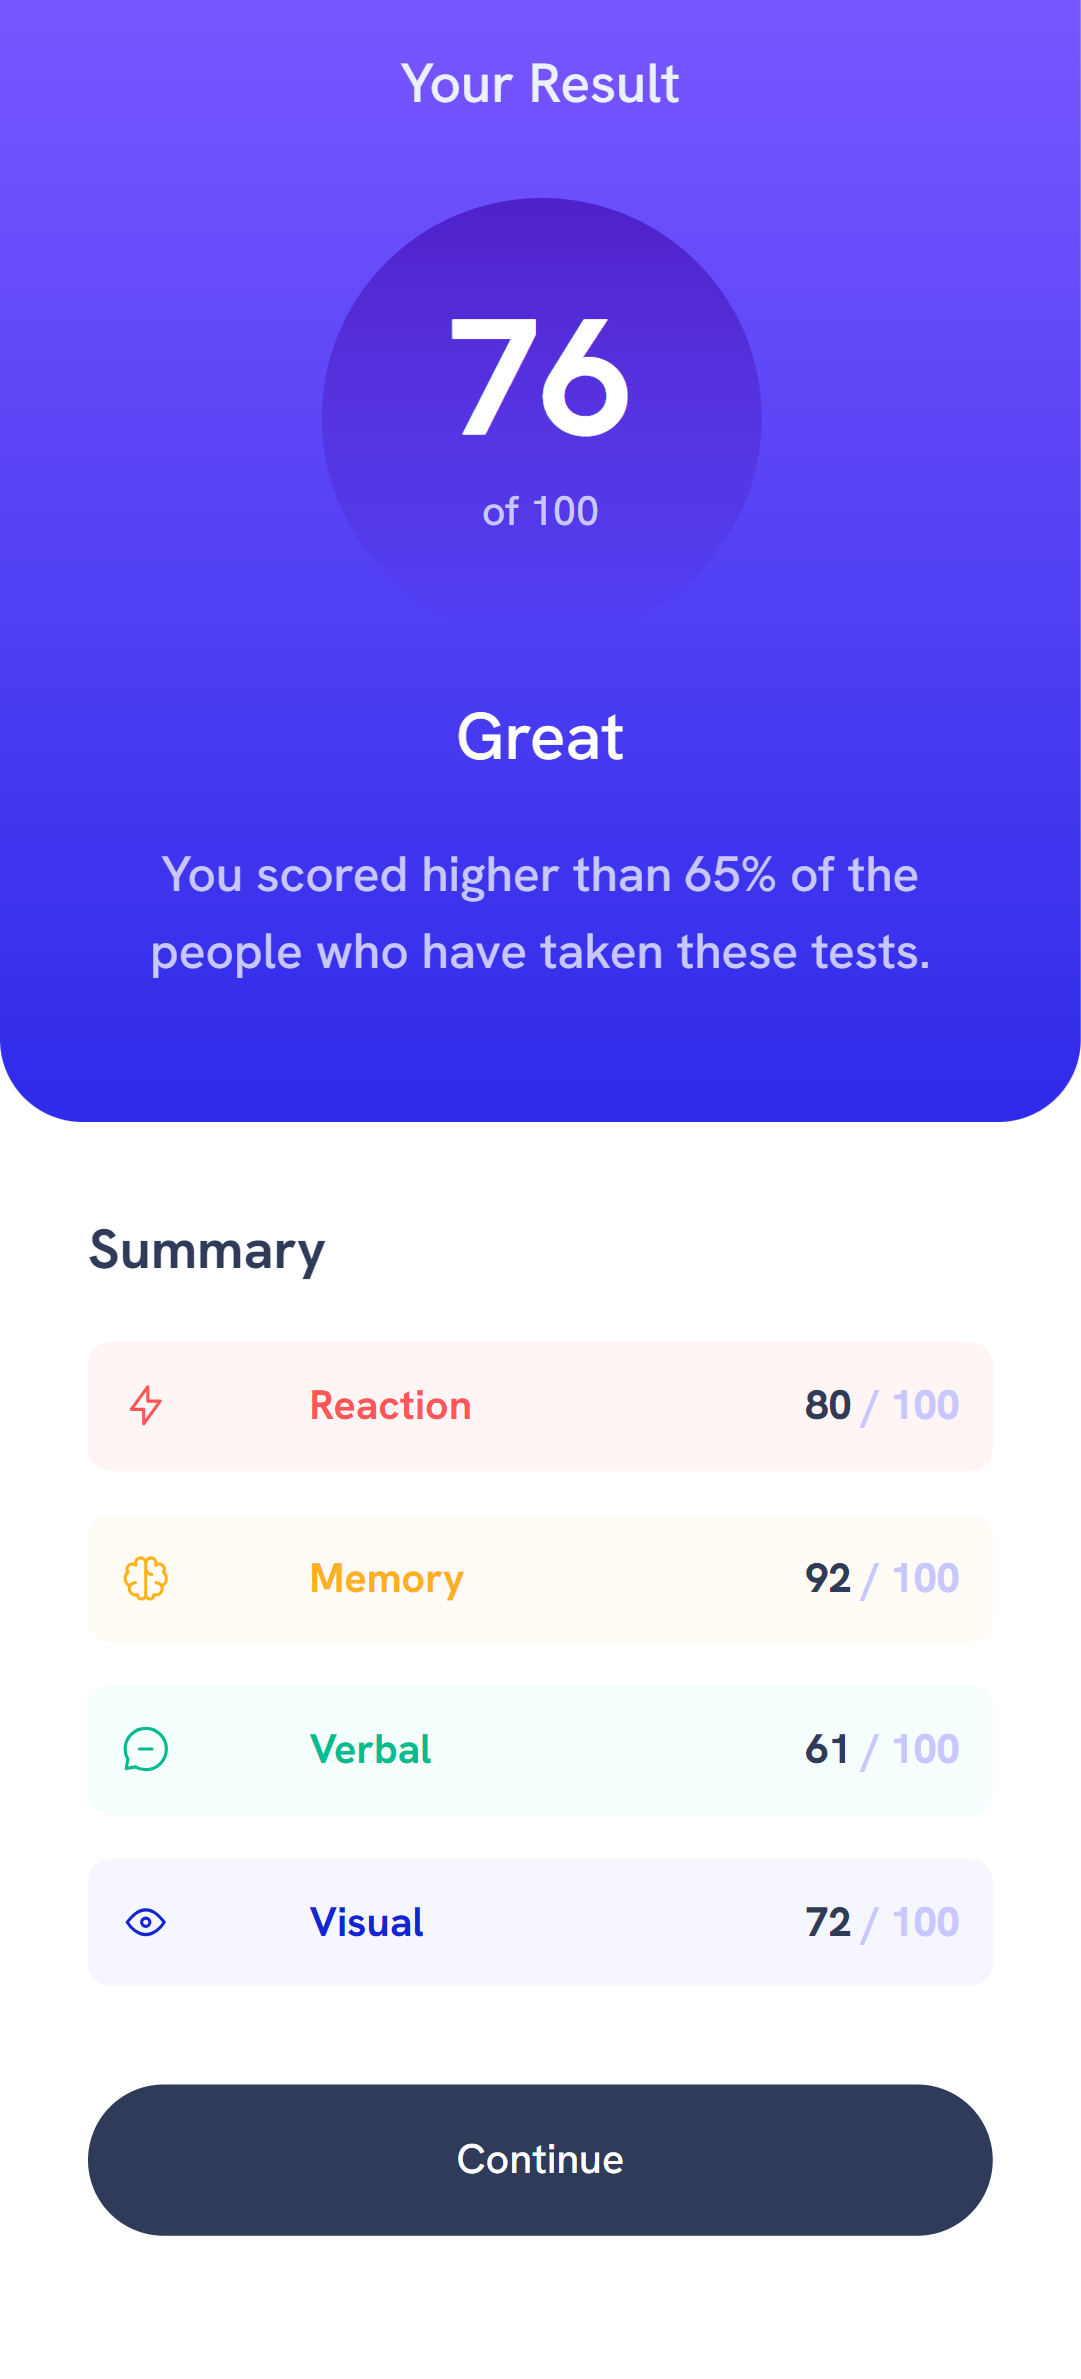 Your Result
76
of 100
Great
You scored higher than 65% of the
people who have taken these tests.
Summary
Reaction 80 / 100
Memory 92 / 100
Verbal 61 / 100
Visual 72 / 100
Continue